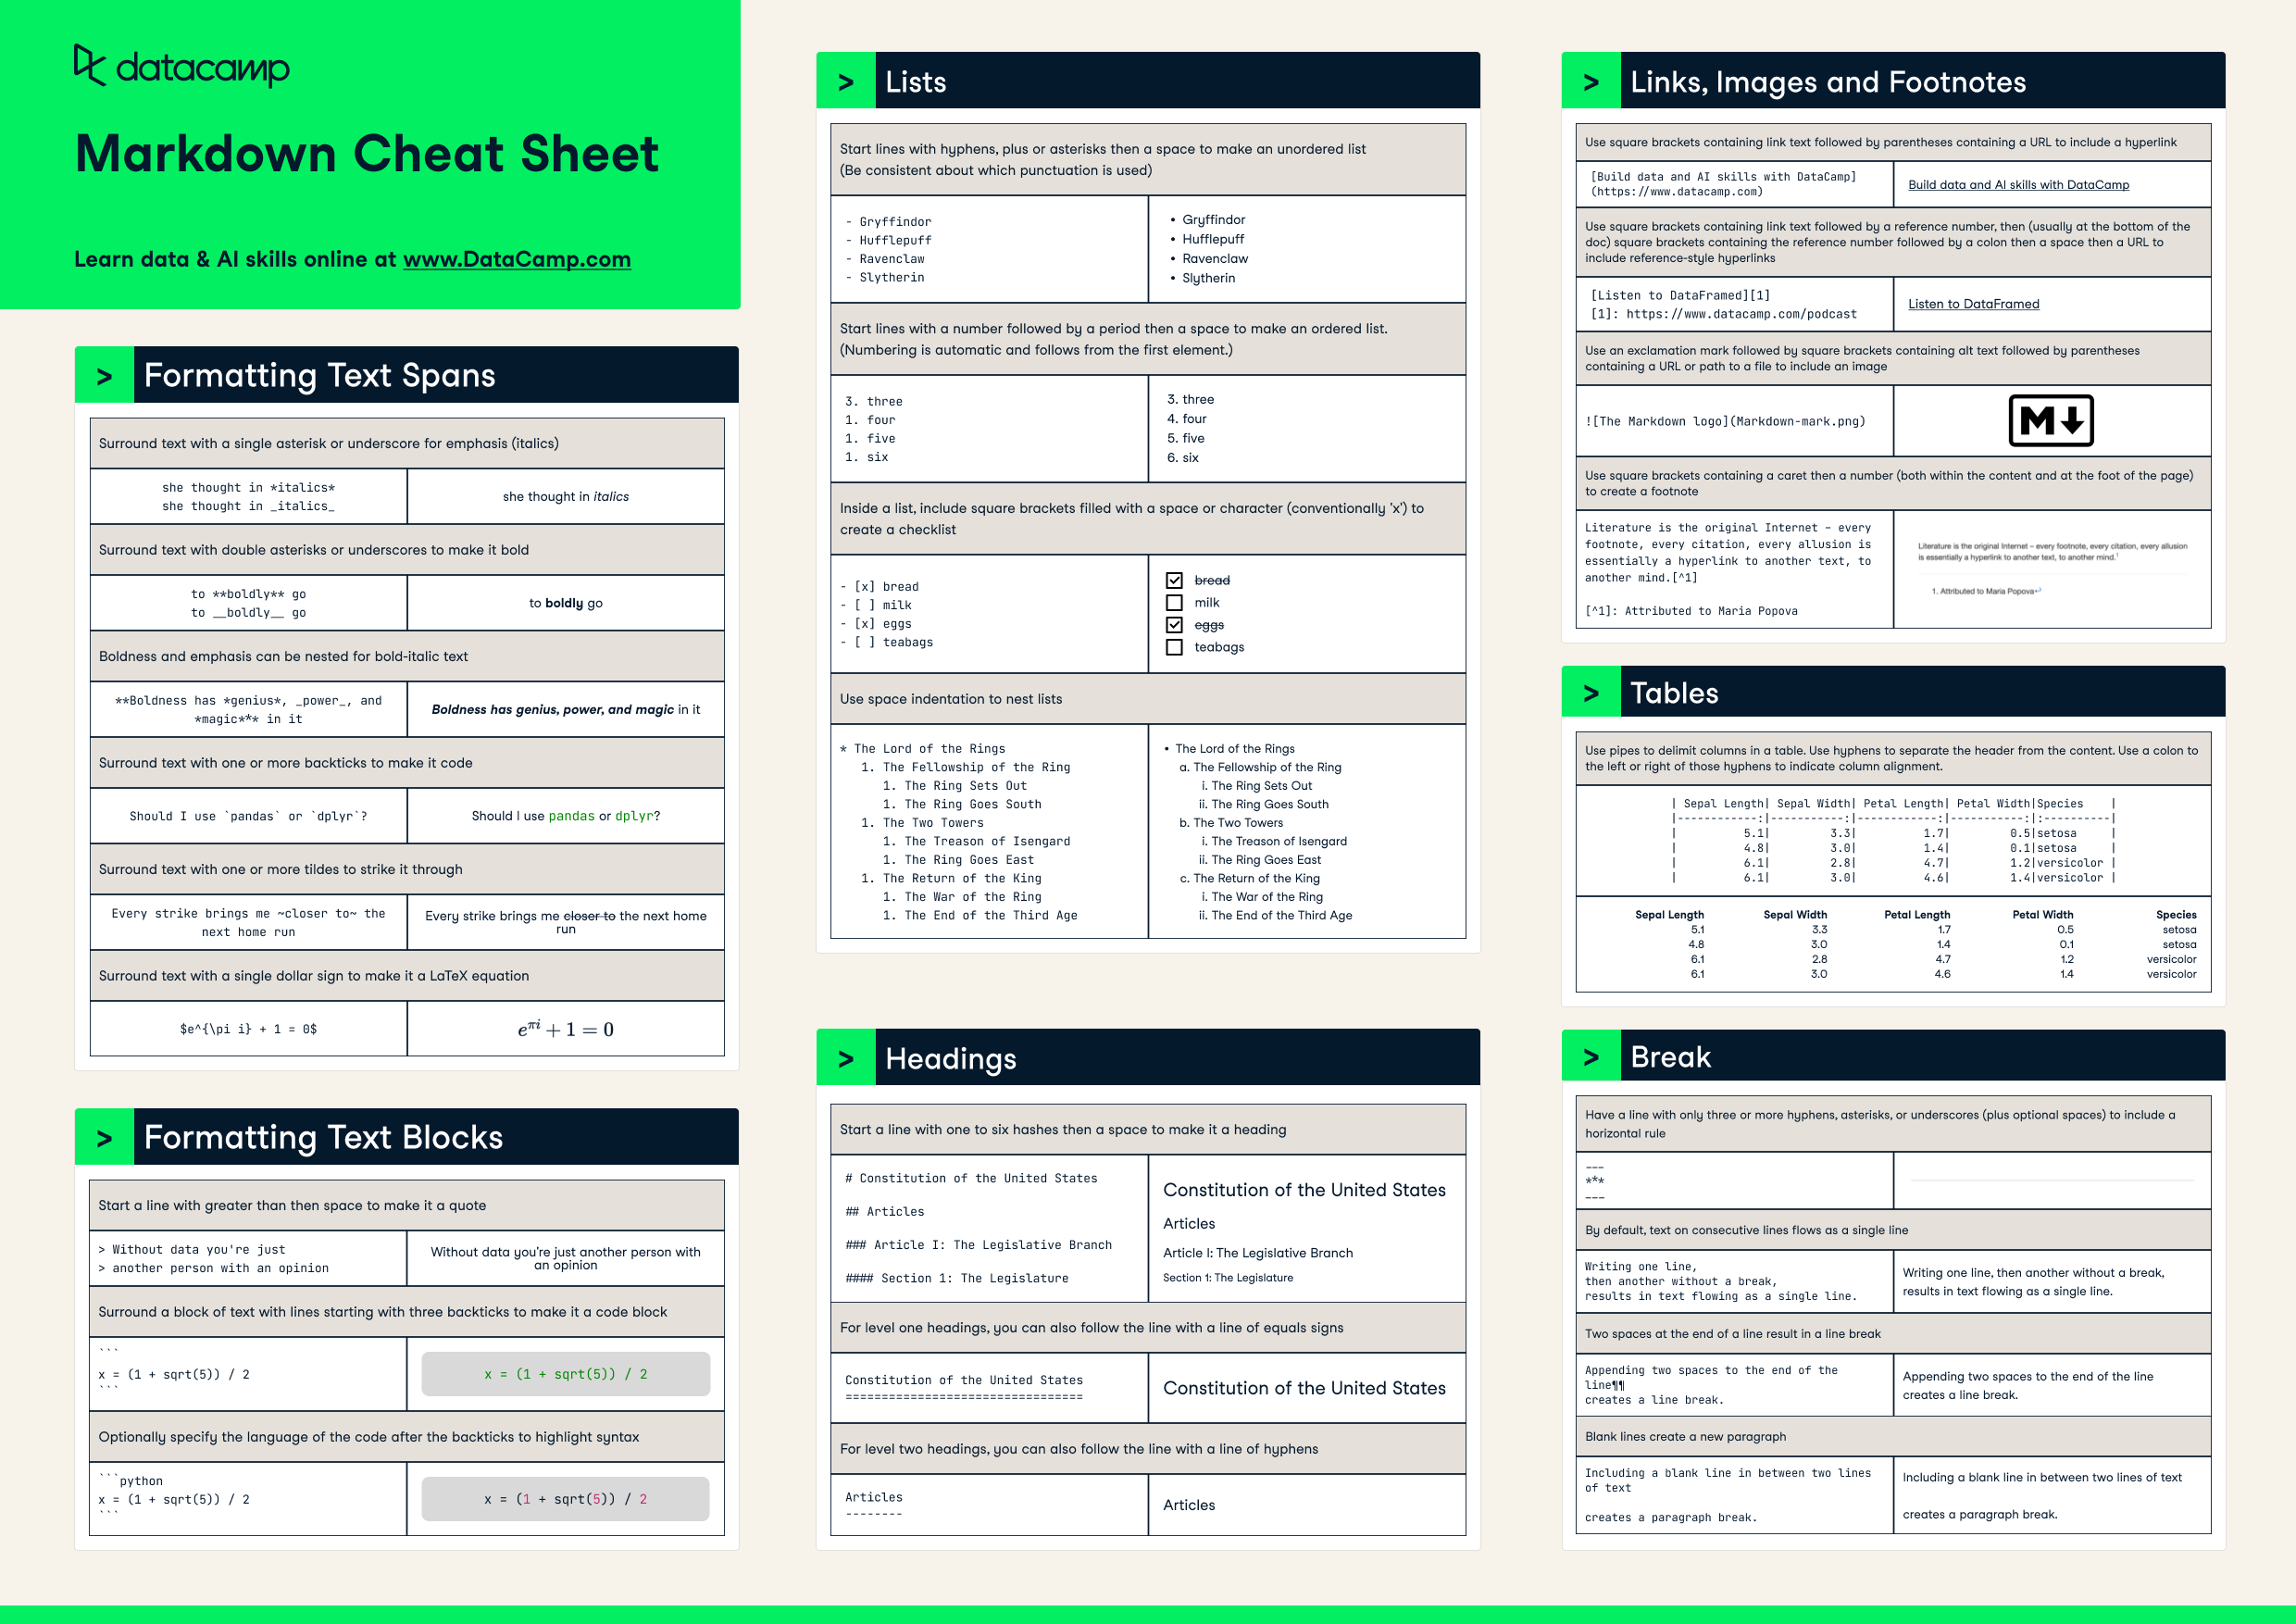 datacamp
Markdown Cheat Sheet
Learn data & AI skills online at www.DataCamp.com
> Formatting Text Spans
Surround text with a single asterisk or underscore for emphasis (italics)
she thought in *italics*
she thought in _italics_
she thought in italics
Surround text with double asterisks or underscores to make it bold
to **boldly** go
to __boldly__ go
to boldly go
Boldness and emphasis can be nested for bold-italic text
**Boldness has *genius*, _power_, and
*magic*** in it
Boldness has genius, power, and magic in it
Surround text with one or more backticks to make it code
Should I use `pandas` or `dplyr`?
Should I use pandas or dplyr?
Surround text with one or more tildes to strike it through
Every strike brings me ~closer to~ the
next home run
Every strike brings me closer to the next home
run
Surround text with a single dollar sign to make it a LaTeX equation
$e^{\pi i} + 1 = 0$
e^πi + 1 = 0
> Formatting Text Blocks
Start a line with greater than then space to make it a quote
> Without data you're just
> another person with an opinion
Without data you're just another person with
an opinion
Surround a block of text with lines starting with three backticks to make it a code block
```
x = (1 + sqrt(5)) / 2
```
x = (1 + sqrt(5)) / 2
Optionally specify the language of the code after the backticks to highlight syntax
```python
x = (1 + sqrt(5)) / 2
```
x = (1 + sqrt(5)) / 2
> Lists
Start lines with hyphens, plus or asterisks then a space to make an unordered list
(Be consistent about which punctuation is used)
- Gryffindor
- Hufflepuff
- Ravenclaw
- Slytherin
• Gryffindor
• Hufflepuff
• Ravenclaw
• Slytherin
Start lines with a number followed by a period then a space to make an ordered list.
(Numbering is automatic and follows from the first element.)
3. three
1. four
1. five
1. six
3. three
4. four
5. five
6. six
Inside a list, include square brackets filled with a space or character (conventionally 'x') to
create a checklist
- [x] bread
- [ ] milk
- [x] eggs
- [ ] teabags
bread
milk
eggs
teabags
Use space indentation to nest lists
* The Lord of the Rings
1. The Fellowship of the Ring
1. The Ring Sets Out
1. The Ring Goes South
1. The Two Towers
1. The Treason of Isengard
1. The Ring Goes East
1. The Return of the King
1. The War of the Ring
1. The End of the Third Age
• The Lord of the Rings
a. The Fellowship of the Ring
i. The Ring Sets Out
ii. The Ring Goes South
b. The Two Towers
i. The Treason of Isengard
ii. The Ring Goes East
c. The Return of the King
i. The War of the Ring
ii. The End of the Third Age
> Headings
Start a line with one to six hashes then a space to make it a heading
# Constitution of the United States
## Articles
### Article I: The Legislative Branch
#### Section 1: The Legislature
Constitution of the United States
Articles
Article I: The Legislative Branch
Section 1: The Legislature
For level one headings, you can also follow the line with a line of equals signs
Constitution of the United States
=================================
Constitution of the United States
For level two headings, you can also follow the line with a line of hyphens
Articles
--------
Articles
> Links, Images and Footnotes
Use square brackets containing link text followed by parentheses containing a URL to include a hyperlink
[Build data and AI skills with DataCamp]
(https://www.datacamp.com)
Build data and AI skills with DataCamp
Use square brackets containing link text followed by a reference number, then (usually at the bottom of the
doc) square brackets containing the reference number followed by a colon then a space then a URL to
include reference-style hyperlinks
[Listen to DataFramed][1]
[1]: https://www.datacamp.com/podcast
Listen to DataFramed
Use an exclamation mark followed by square brackets containing alt text followed by parentheses
containing a URL or path to a file to include an image
![The Markdown logo](Markdown-mark.png)
M
Use square brackets containing a caret then a number (both within the content and at the foot of the page)
to create a footnote
Literature is the original Internet – every
footnote, every citation, every allusion is
essentially a hyperlink to another text, to
another mind.[^1]
[^1]: Attributed to Maria Popova
Literature is the original Internet – every footnote, every citation, every allusion
is essentially a hyperlink to another text, to another mind.1
1. Attributed to Maria Popova↩
> Tables
Use pipes to delimit columns in a table. Use hyphens to separate the header from the content. Use a colon to
the left or right of those hyphens to indicate column alignment.
| Sepal Length| Sepal Width| Petal Length| Petal Width|Species    |
|------------:|-----------:|------------:|-----------:|:----------|
|          5.1|         3.3|          1.7|         0.5|setosa     |
|          4.8|         3.0|          1.4|         0.1|setosa     |
|          6.1|         2.8|          4.7|         1.2|versicolor |
|          6.1|         3.0|          4.6|         1.4|versicolor |
Sepal Length Sepal Width Petal Length Petal Width Species
5.1 3.3 1.7 0.5 setosa
4.8 3.0 1.4 0.1 setosa
6.1 2.8 4.7 1.2 versicolor
6.1 3.0 4.6 1.4 versicolor
> Break
Have a line with only three or more hyphens, asterisks, or underscores (plus optional spaces) to include a
horizontal rule
---
***
___
By default, text on consecutive lines flows as a single line
Writing one line,
then another without a break,
results in text flowing as a single line.
Writing one line, then another without a break,
results in text flowing as a single line.
Two spaces at the end of a line result in a line break
Appending two spaces to the end of the
line¶¶
creates a line break.
Appending two spaces to the end of the line
creates a line break.
Blank lines create a new paragraph
Including a blank line in between two lines
of text
creates a paragraph break.
Including a blank line in between two lines of text
creates a paragraph break.